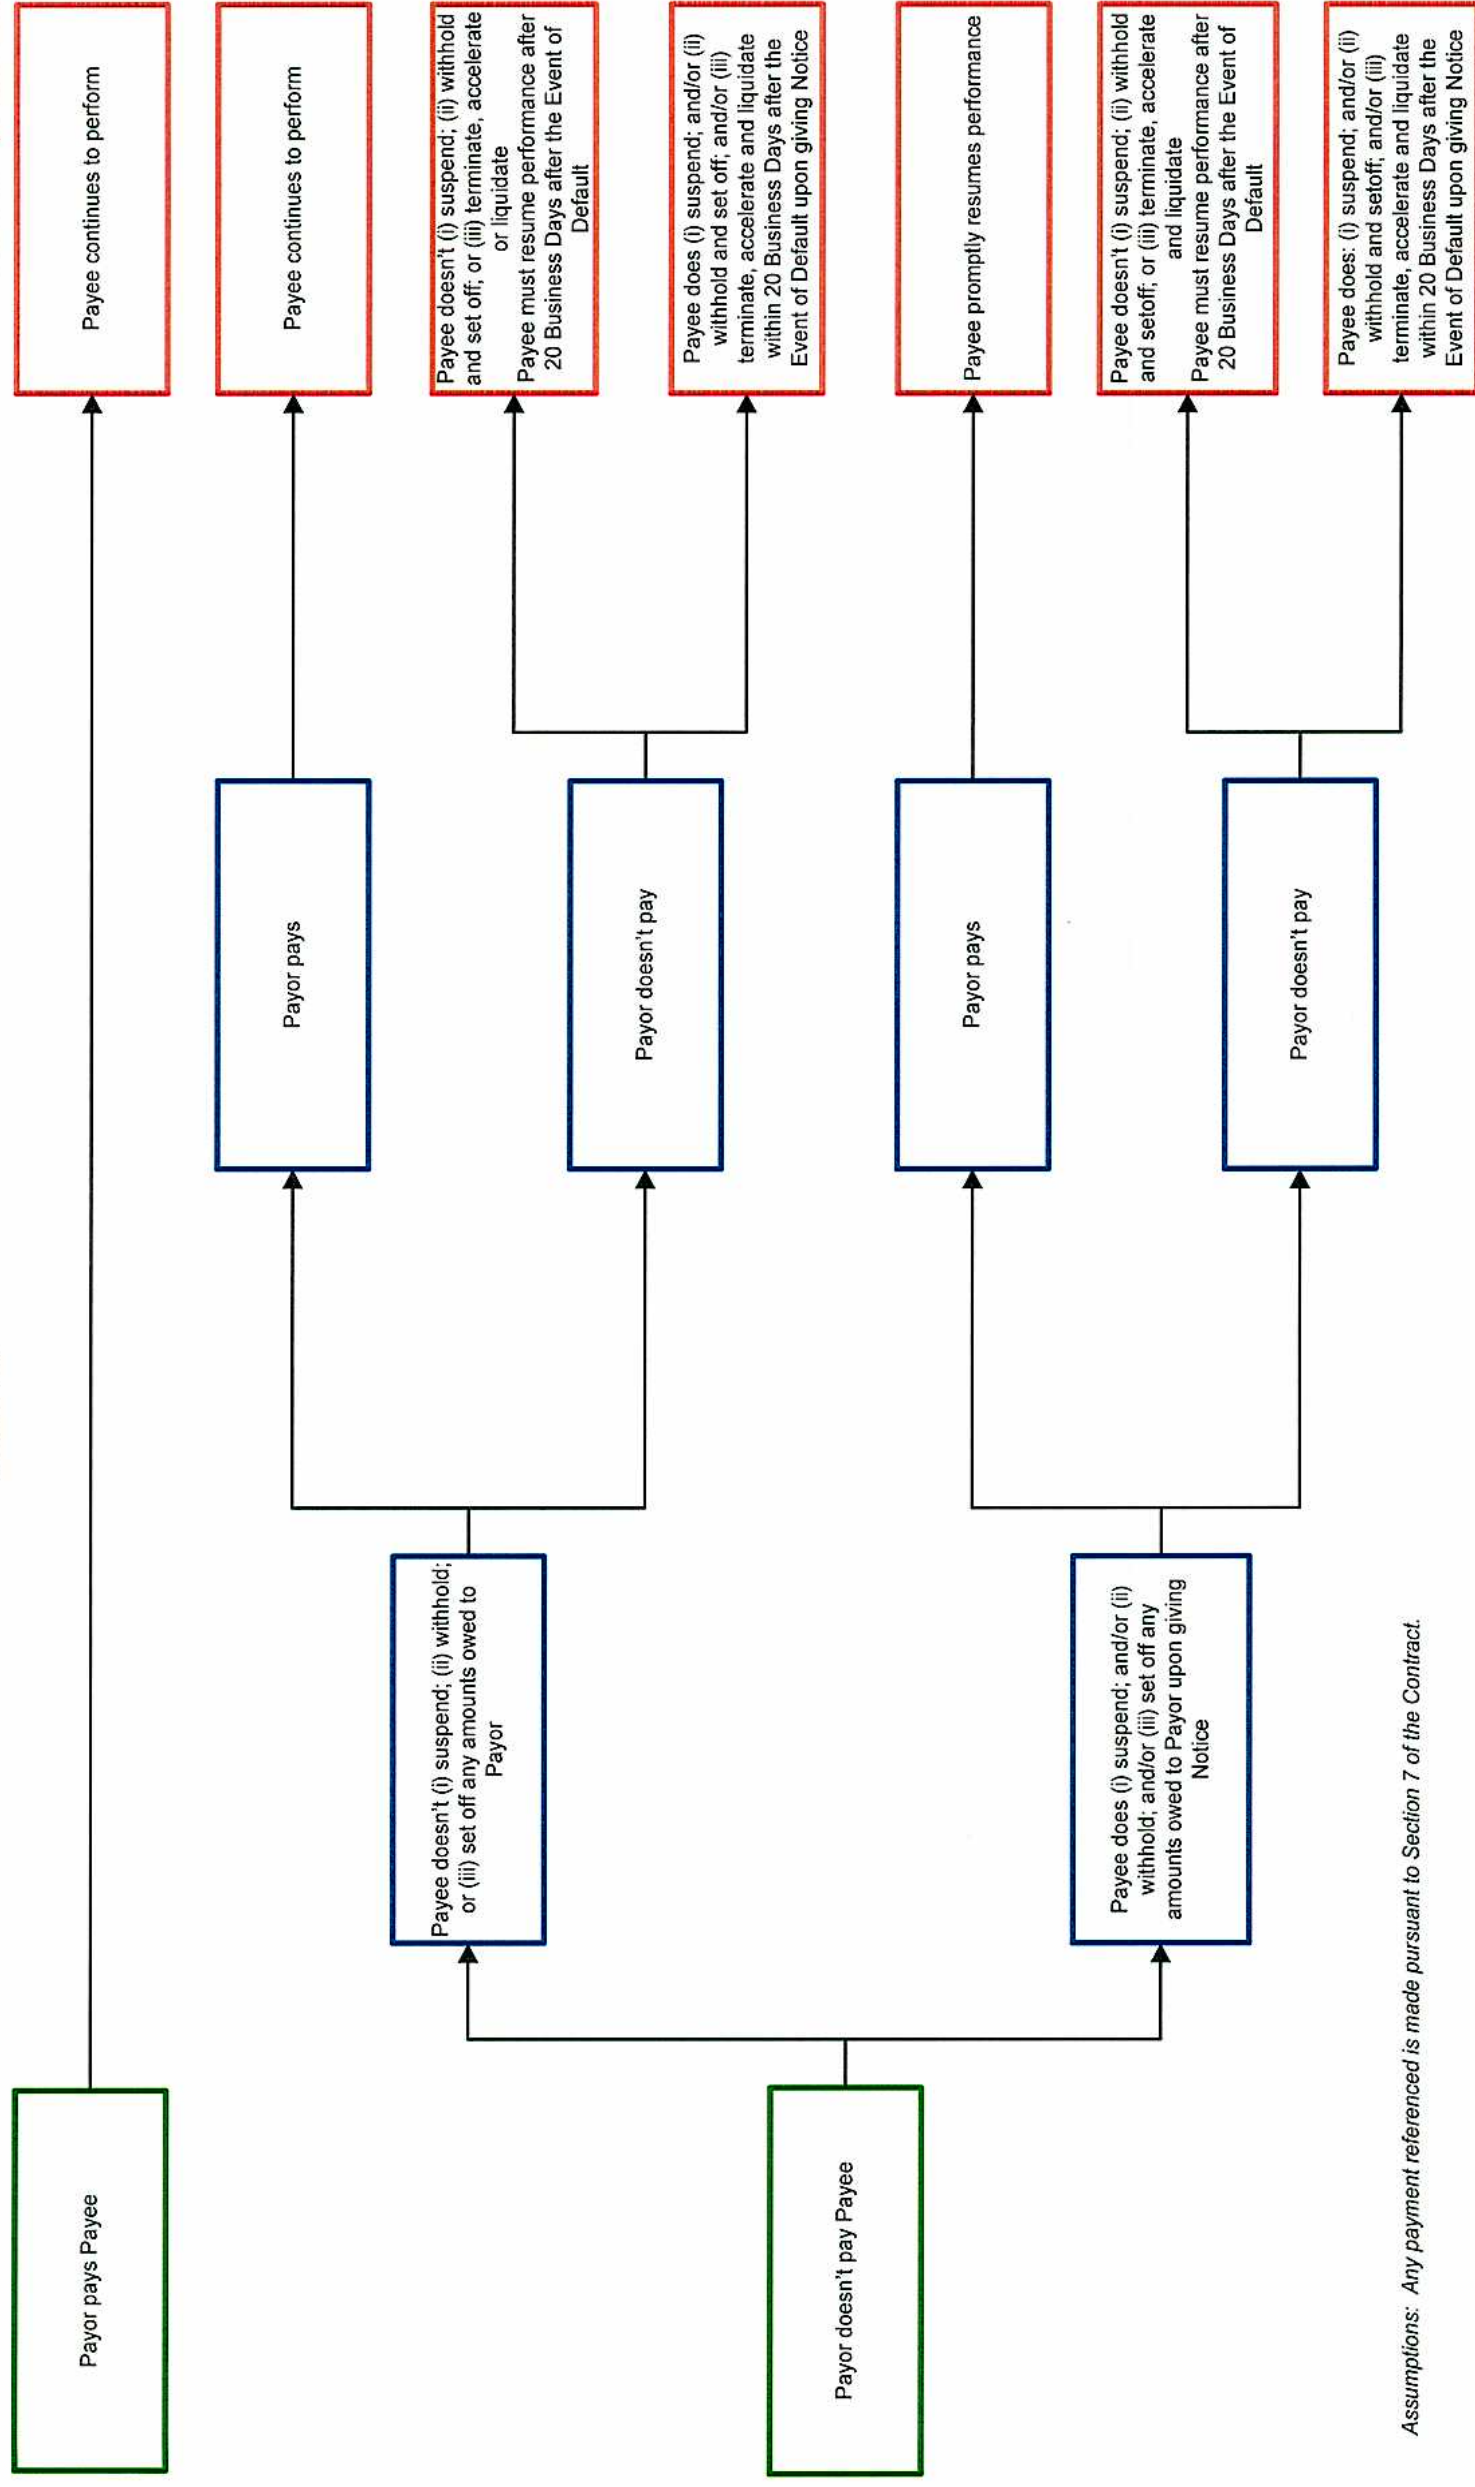 Payor pays Payee
Payee continues to perform
Payor doesn't pay Payee
Payee doesn't (i) suspend; (ii) withhold;
or (iii) set off any amounts owed to
Payor
Payor pays
Payee continues to perform
Payor doesn't pay
Payee doesn't (i) suspend; (ii) withhold
and set off; or (iii) terminate, accelerate
or liquidate
Payee must resume performance after
20 Business Days after the Event of
Default
Payee does (i) suspend; and/or (ii)
withhold and set off; and/or (iii)
terminate, accelerate and liquidate
within 20 Business Days after the
Event of Default upon giving Notice
Payee does (i) suspend; and/or (ii)
withhold; and/or (iii) set off any
amounts owed to Payor upon giving
Notice
Payor pays
Payee promptly resumes performance
Payor doesn't pay
Payee doesn't (i) suspend; (ii) withhold
and setoff; or (iii) terminate, accelerate
and liquidate
Payee must resume performance after
20 Business Days after the Event of
Default
Payee does: (i) suspend; and/or (ii)
withhold and setoff; and/or (iii)
terminate, accelerate and liquidate
within 20 Business Days after the
Event of Default upon giving Notice
Assumptions: Any payment referenced is made pursuant to Section 7 of the Contract.